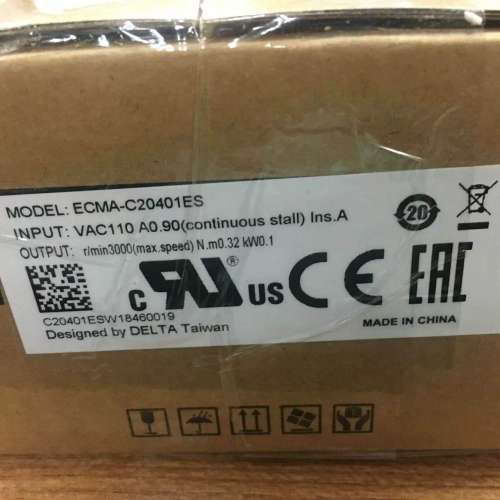 MODEL: ECMA-C20401ES
INPUT: VAC110 A0.90(continuous stall) Ins.A
OUTPUT: r/min3000(max.speed) N.m0.32 kW0.1
20
c RU ® US CE EAC
C20401ESW18460019
Designed by DELTA Taiwan
MADE IN CHINA